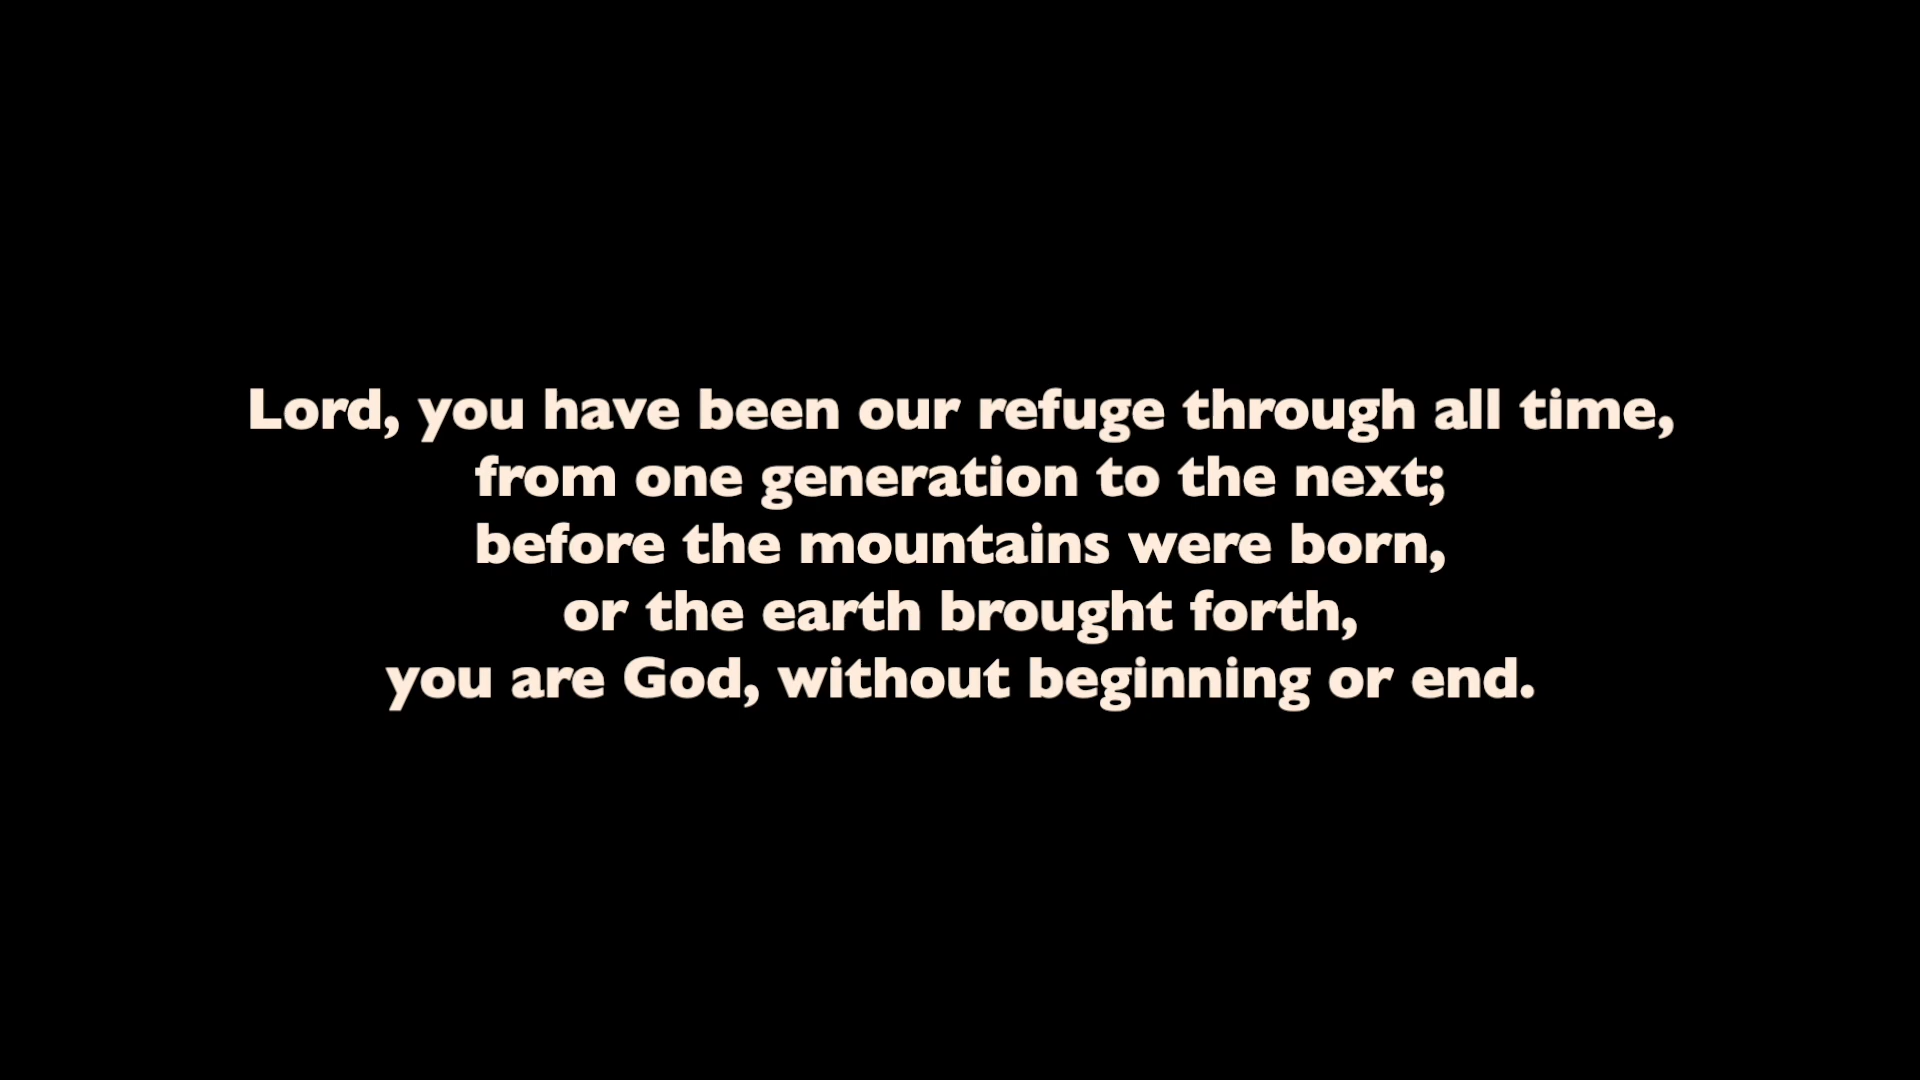 Lord, you have been our refuge through all time,
from one generation to the next;
before the mountains were born,
or the earth brought forth,
you are God, without beginning or end.